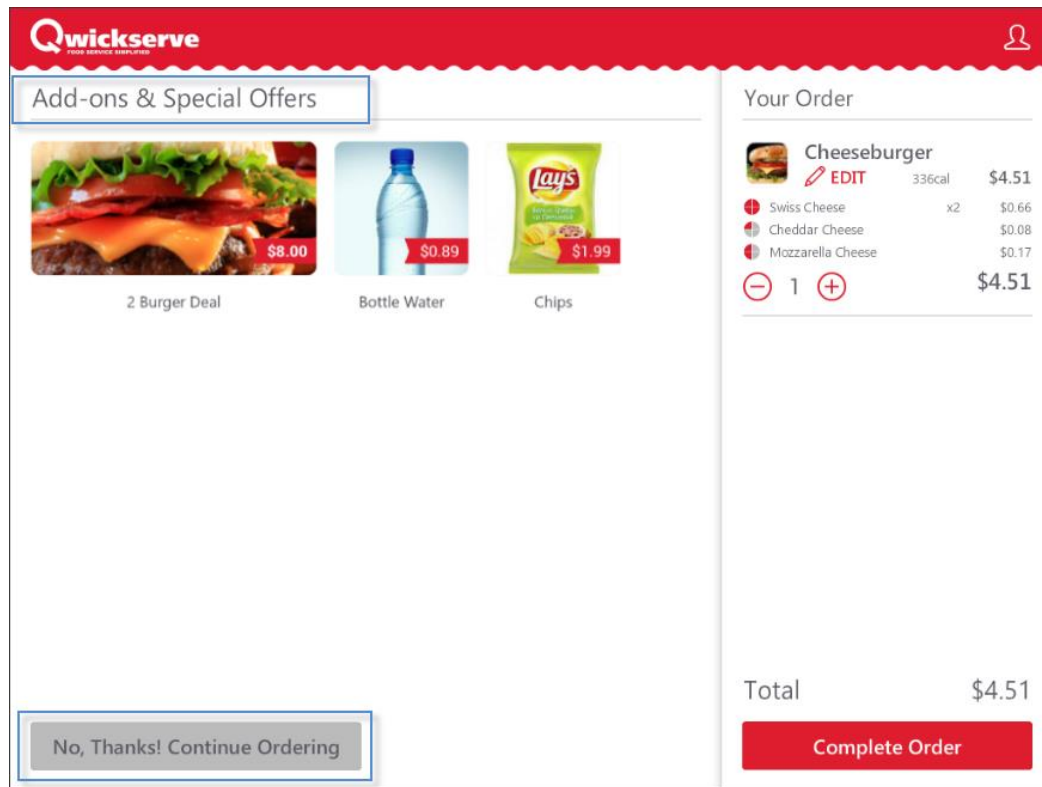 Qwickserve
FOOD SERVICE SIMPLIFIED
Add-ons & Special Offers
$8.00
$0.89
Lay's
$1.99
2 Burger Deal
Bottle Water
Chips
No, Thanks! Continue Ordering
Your Order
Cheeseburger
EDIT 336cal $4.51
Swiss Cheese x2 $0.66
Cheddar Cheese $0.08
Mozzarella Cheese $0.17
1 $4.51
Total $4.51
Complete Order